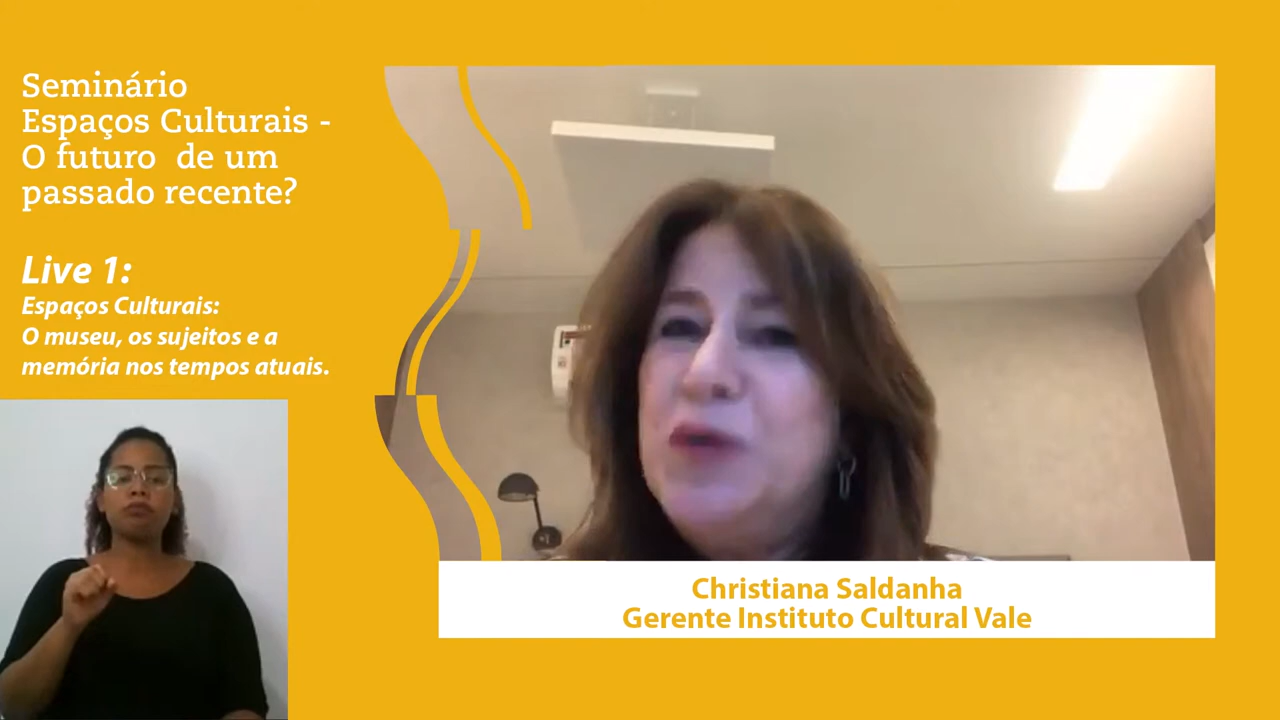 Seminário
Espaços Culturais -
O futuro de um
passado recente?
Live 1:
Espaços Culturais:
O museu, os sujeitos e a
memória nos tempos atuais.
Christiana Saldanha
Gerente Instituto Cultural Vale